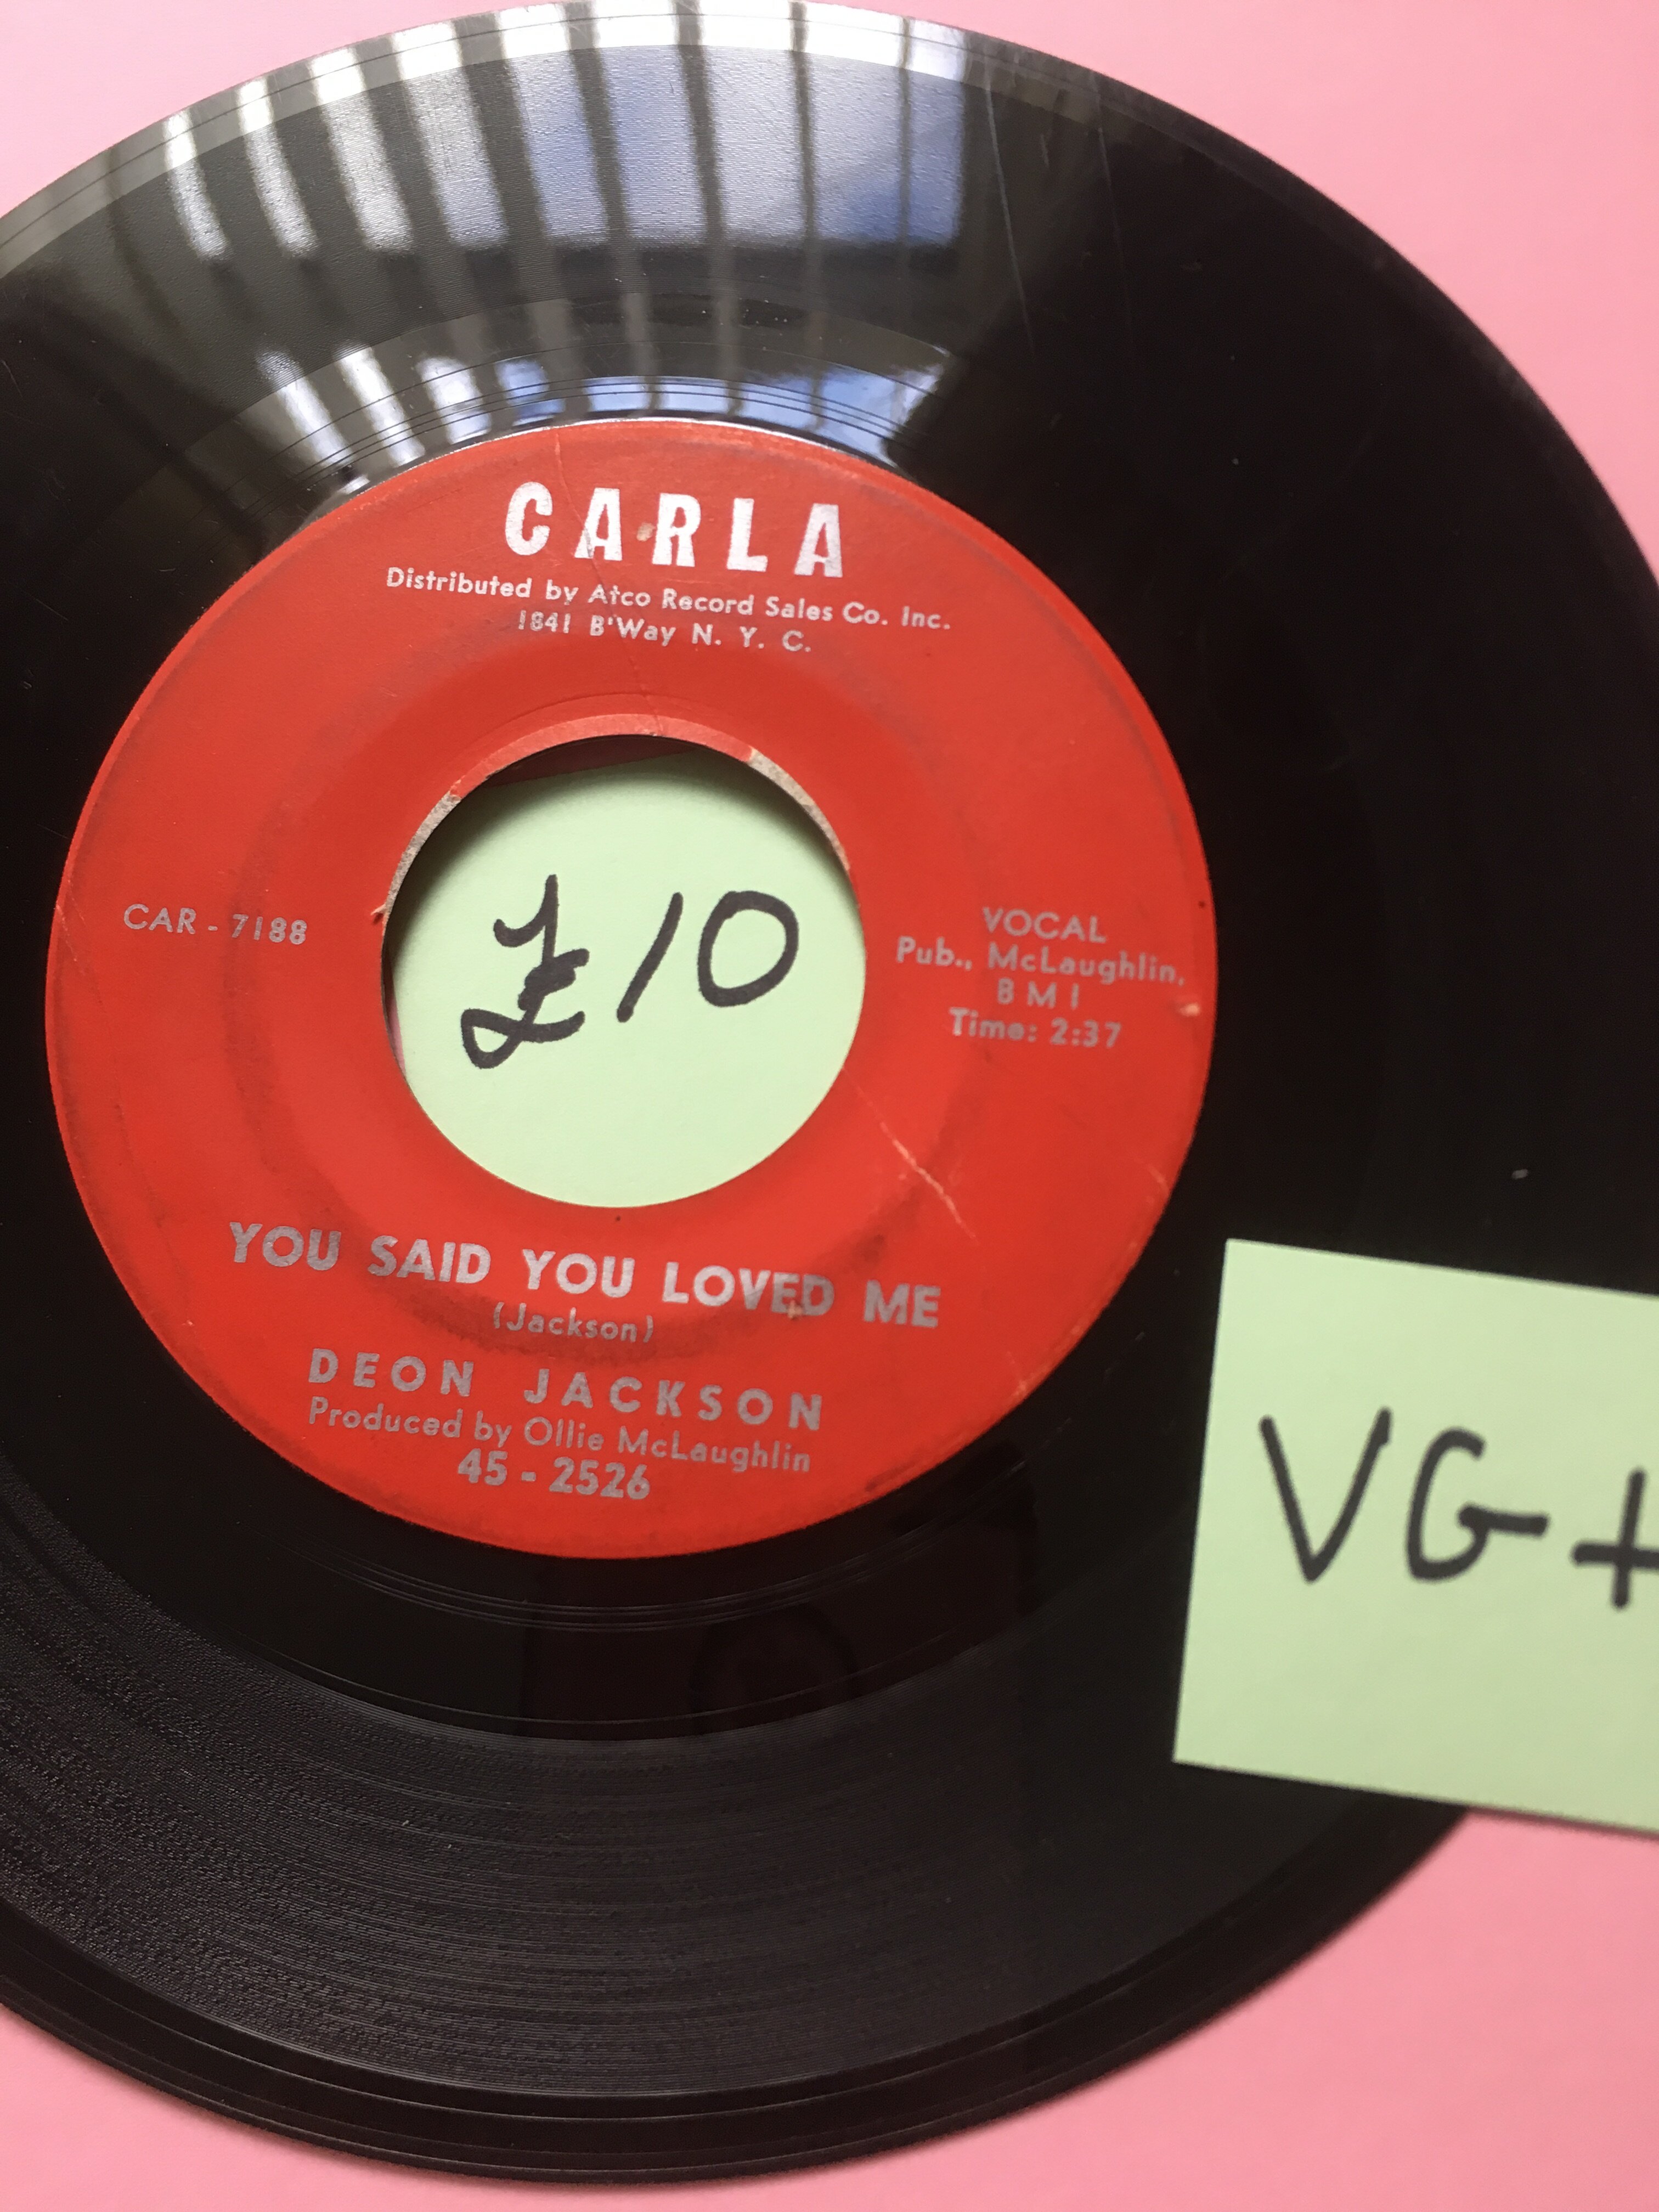 CARLA
Distributed by Atco Record Sales Co. Inc.
1841 B'Way N. Y. C.
CAR - 7188
£10
VOCAL
Pub., McLaughlin,
BMI
Time: 2:37
YOU SAID YOU LOVED ME
(Jackson)
DEON JACKSON
Produced by Ollie McLaughlin
45 - 2526
VG+